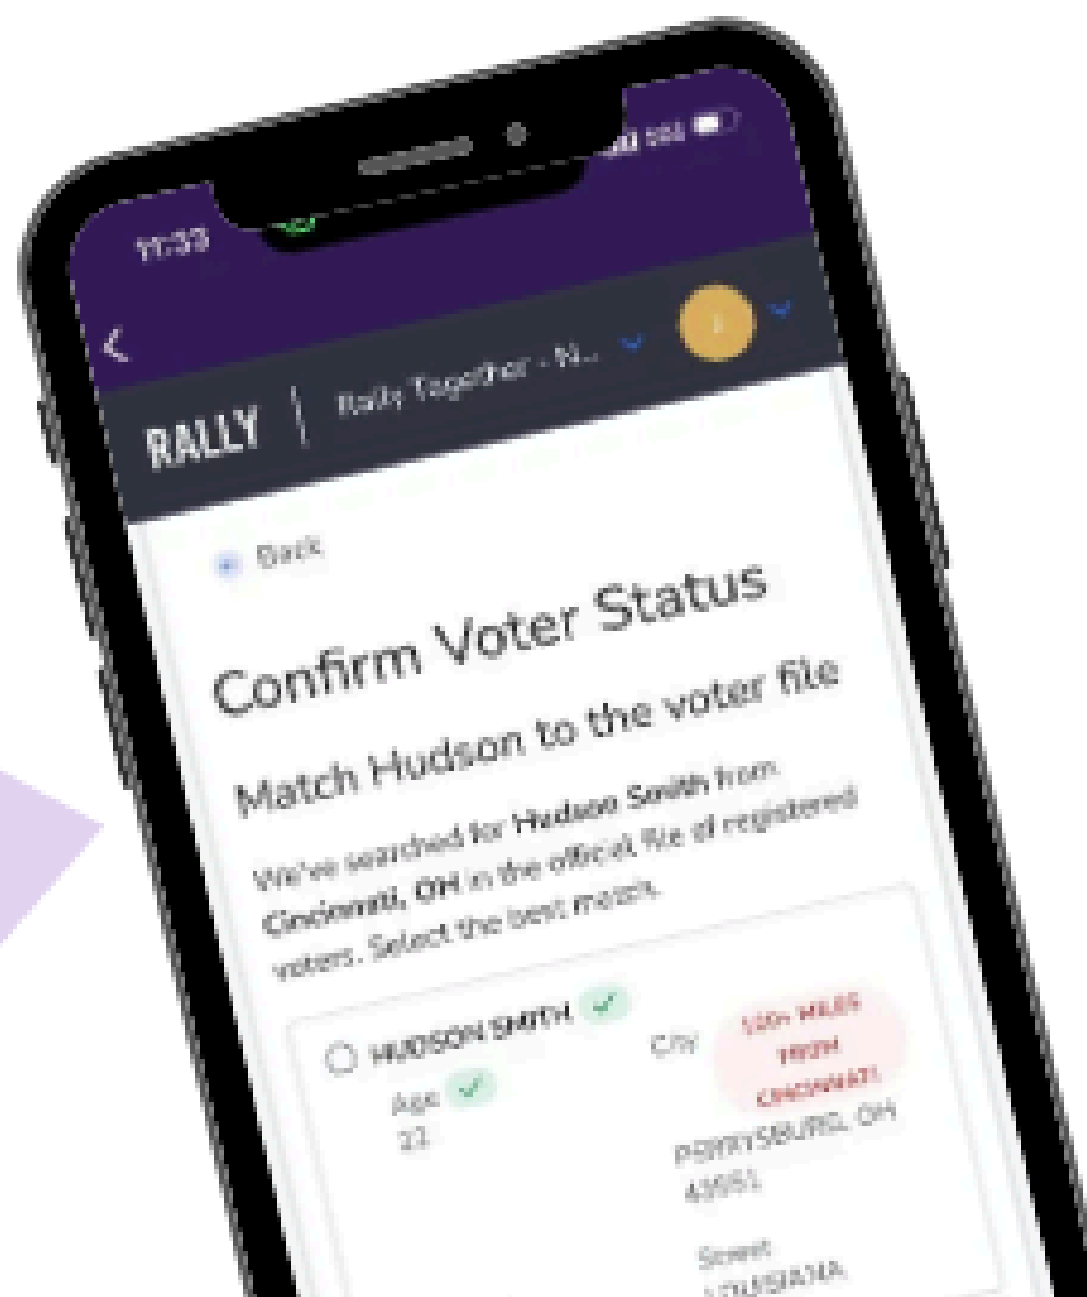 11:33
RALLY | Rally Together - N...
Back
Confirm Voter Status
Match Hudson to the voter file
We've searched for Hudson Smith from
Cincinnati, OH in the official file of registered
voters. Select the best match.
HUDSON SMITH
Age
22
City
100+ MILES
FROM
CINCINNATI
PERRYSBURG, OH
43551
Street
LOUISIANA